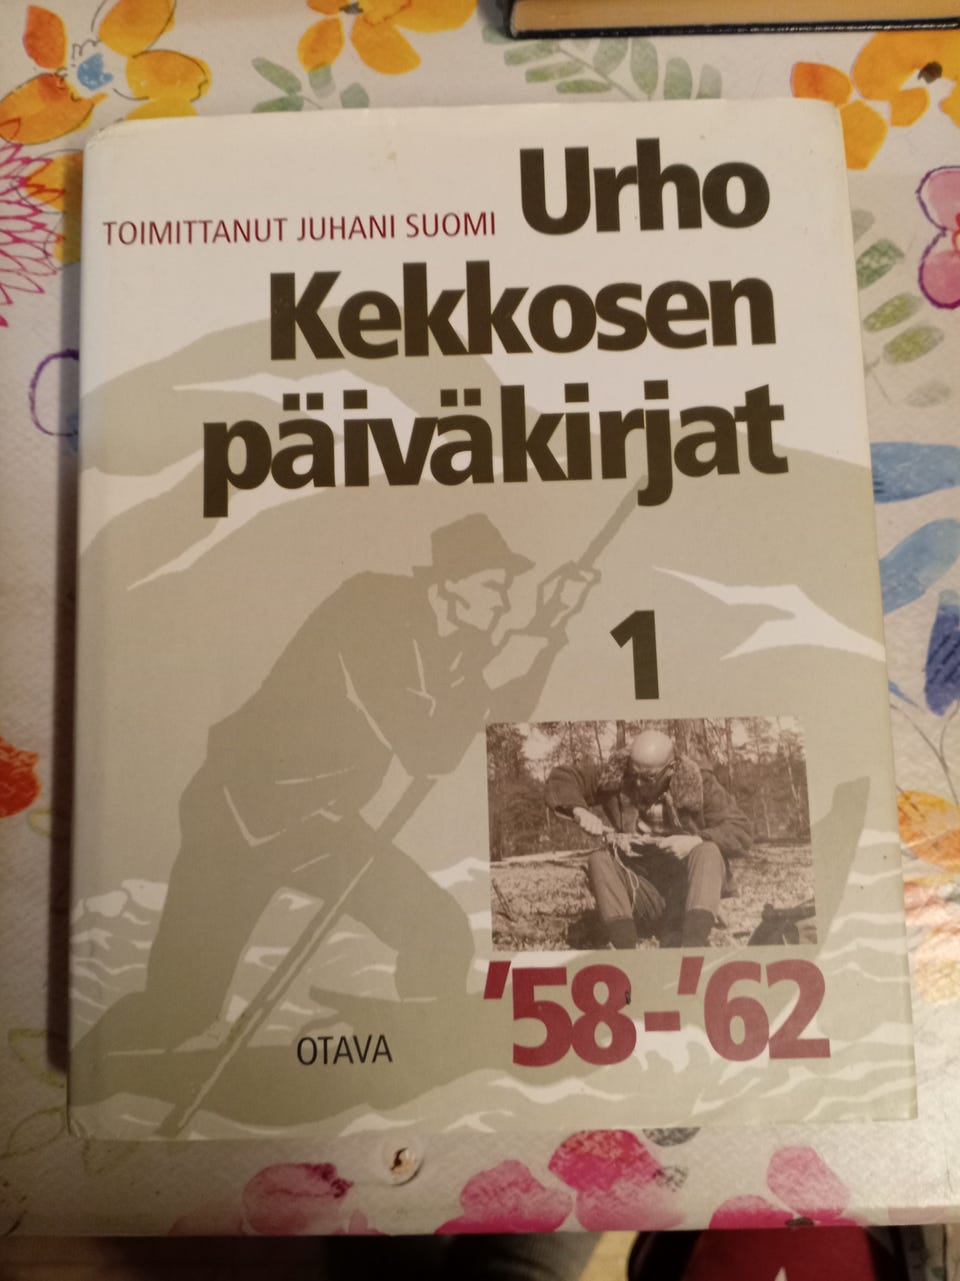 TOIMITTANUT JUHANI SUOMI Urho
Kekkosen
päiväkirjat
1
'58-'62
OTAVA